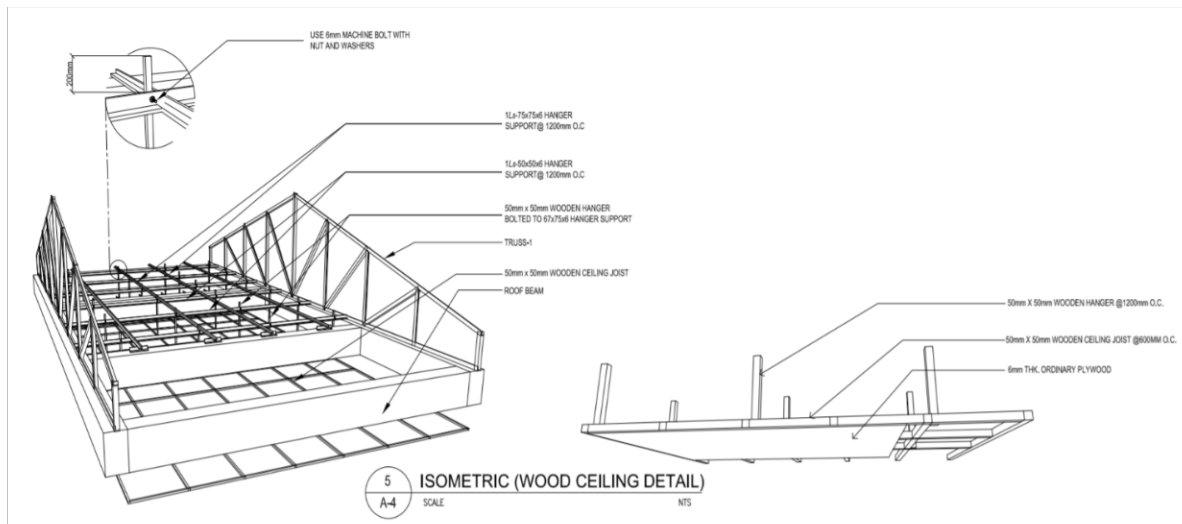 USE 6mm MACHINE BOLT WITH
NUT AND WASHERS
200mm
1Ls-75x75x6 HANGER
SUPPORT@ 1200mm O.C
1Ls-50x50x6 HANGER
SUPPORT@ 1200mm O.C
50mm x 50mm WOODEN HANGER
BOLTED TO 67x75x6 HANGER SUPPORT
TRUSS-1
50mm x 50mm WOODEN CEILING JOIST
ROOF BEAM
50mm X 50mm WOODEN HANGER @1200mm O.C.
50mm X 50mm WOODEN CEILING JOIST @600MM O.C.
6mm THK. ORDINARY PLYWOOD
5
A-4
ISOMETRIC (WOOD CEILING DETAIL)
SCALE NTS